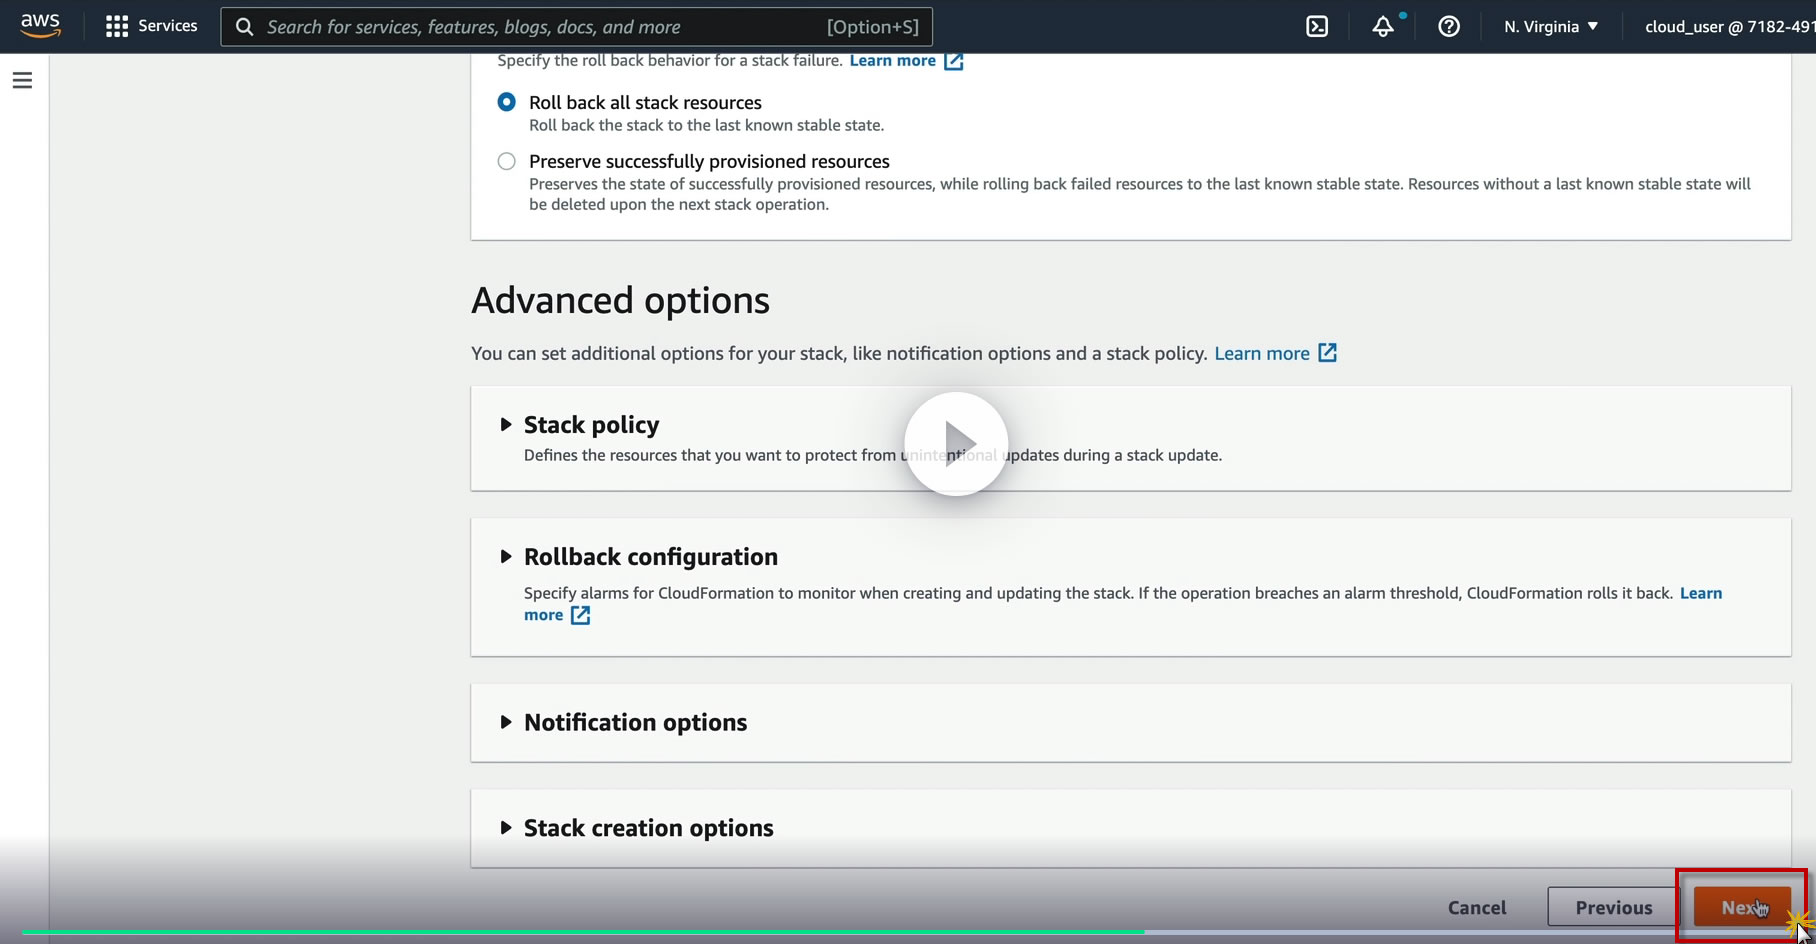 aws
Services
Search for services, features, blogs, docs, and more
[Option+S]
N. Virginia
cloud_user @ 7182-491
Specify the roll back behavior for a stack failure. Learn more
Roll back all stack resources
Roll back the stack to the last known stable state.
Preserve successfully provisioned resources
Preserves the state of successfully provisioned resources, while rolling back failed resources to the last known stable state. Resources without a last known stable state will
be deleted upon the next stack operation.
Advanced options
You can set additional options for your stack, like notification options and a stack policy. Learn more
Stack policy
Defines the resources that you want to protect from unintentional updates during a stack update.
Rollback configuration
Specify alarms for CloudFormation to monitor when creating and updating the stack. If the operation breaches an alarm threshold, CloudFormation rolls it back. Learn
more
Notification options
Stack creation options
Cancel
Previous
Next